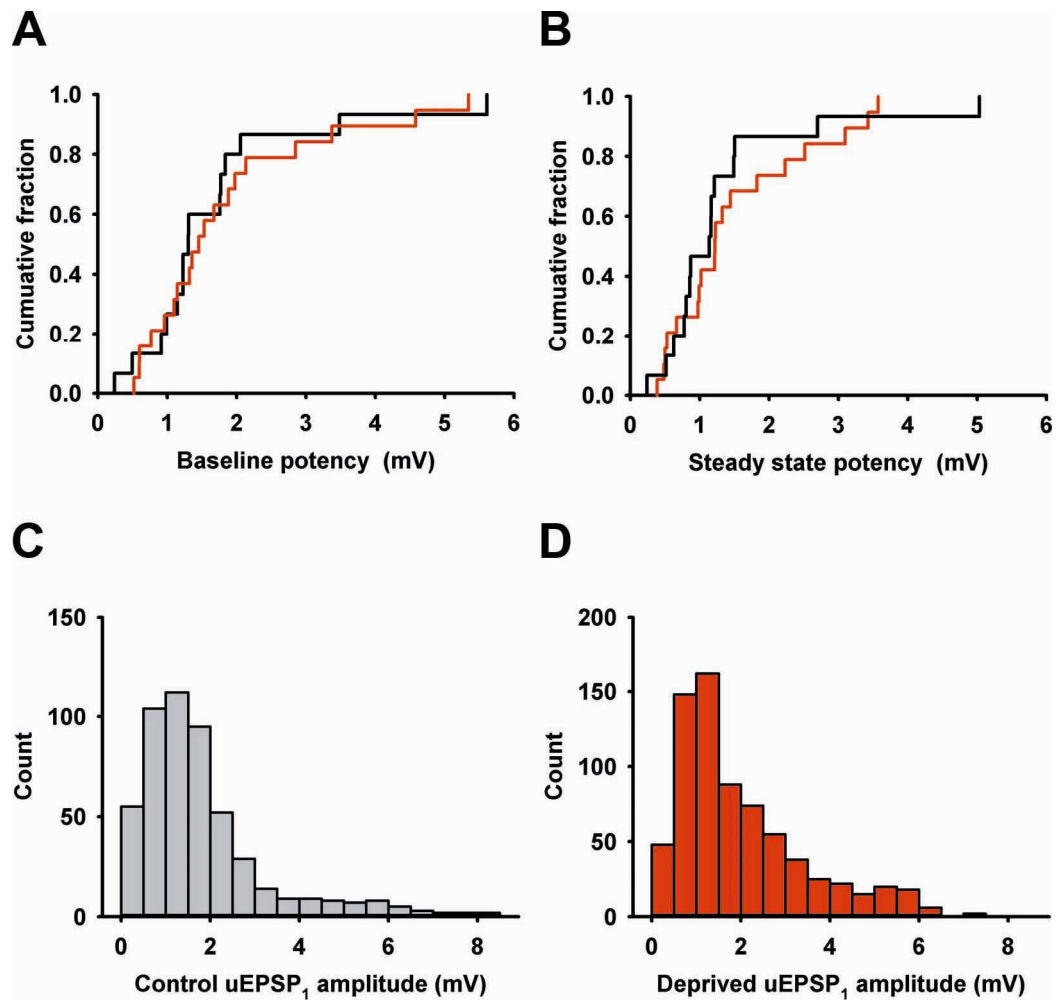 A
B
1.0
0.8
0.6
0.4
0.2
0.0
Cumuative fraction
0 1 2 3 4 5 6
Baseline potency (mV)
1.0
0.8
0.6
0.4
0.2
0.0
Cumuative fraction
0 1 2 3 4 5 6
Steady state potency (mV)
C
D
150
100
50
0
Count
0 2 4 6 8
Control uEPSP1 amplitude (mV)
200
150
100
50
0
Count
0 2 4 6 8
Deprived uEPSP1 amplitude (mV)